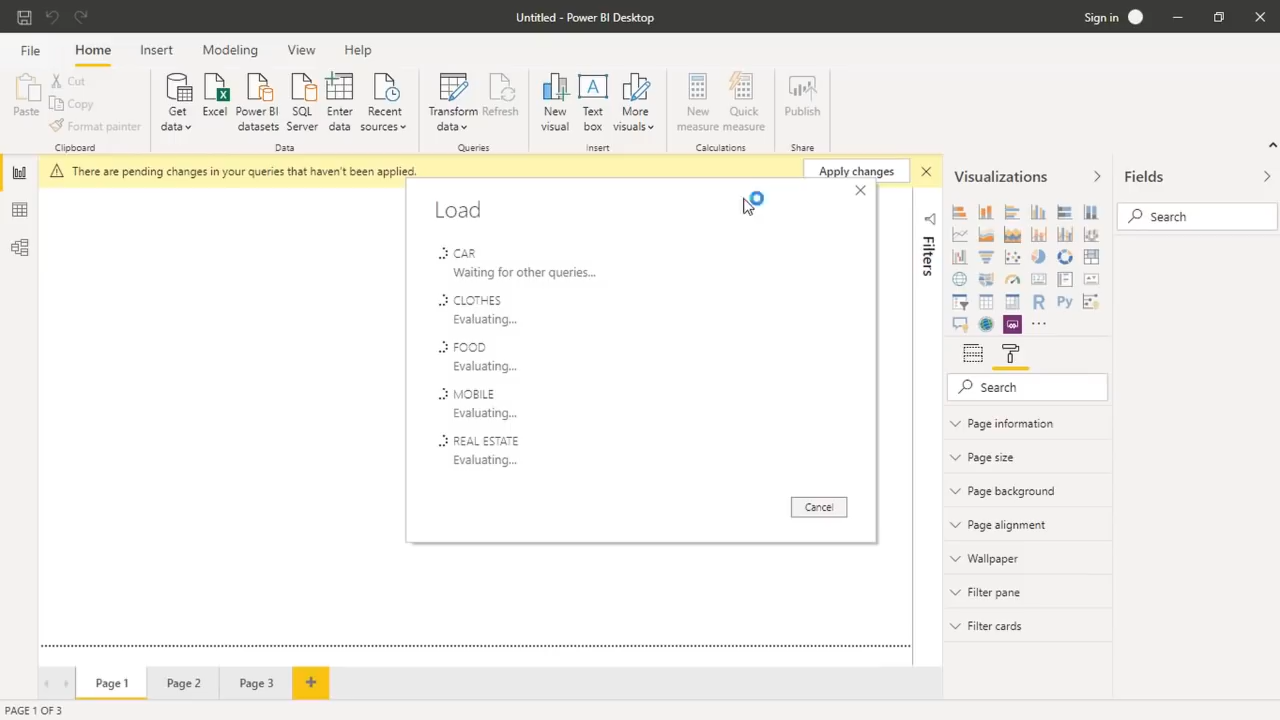 Untitled - Power BI Desktop
Sign in
File Home Insert Modeling View Help
Paste
Cut
Copy
Format painter
Clipboard
Get data
Excel
Power BI datasets
SQL Server
Enter data
Recent sources
Data
Transform data
Refresh
Queries
New visual
Text box
More visuals
Insert
New measure
Quick measure
Calculations
Publish
Share
There are pending changes in your queries that haven't been applied.
Apply changes
Load
CAR
Waiting for other queries...
CLOTHES
Evaluating...
FOOD
Evaluating...
MOBILE
Evaluating...
REAL ESTATE
Evaluating...
Cancel
Filters
Visualizations
R
Py
Search
Page information
Page size
Page background
Page alignment
Wallpaper
Filter pane
Filter cards
Fields
Search
Page 1
Page 2
Page 3
+
PAGE 1 OF 3